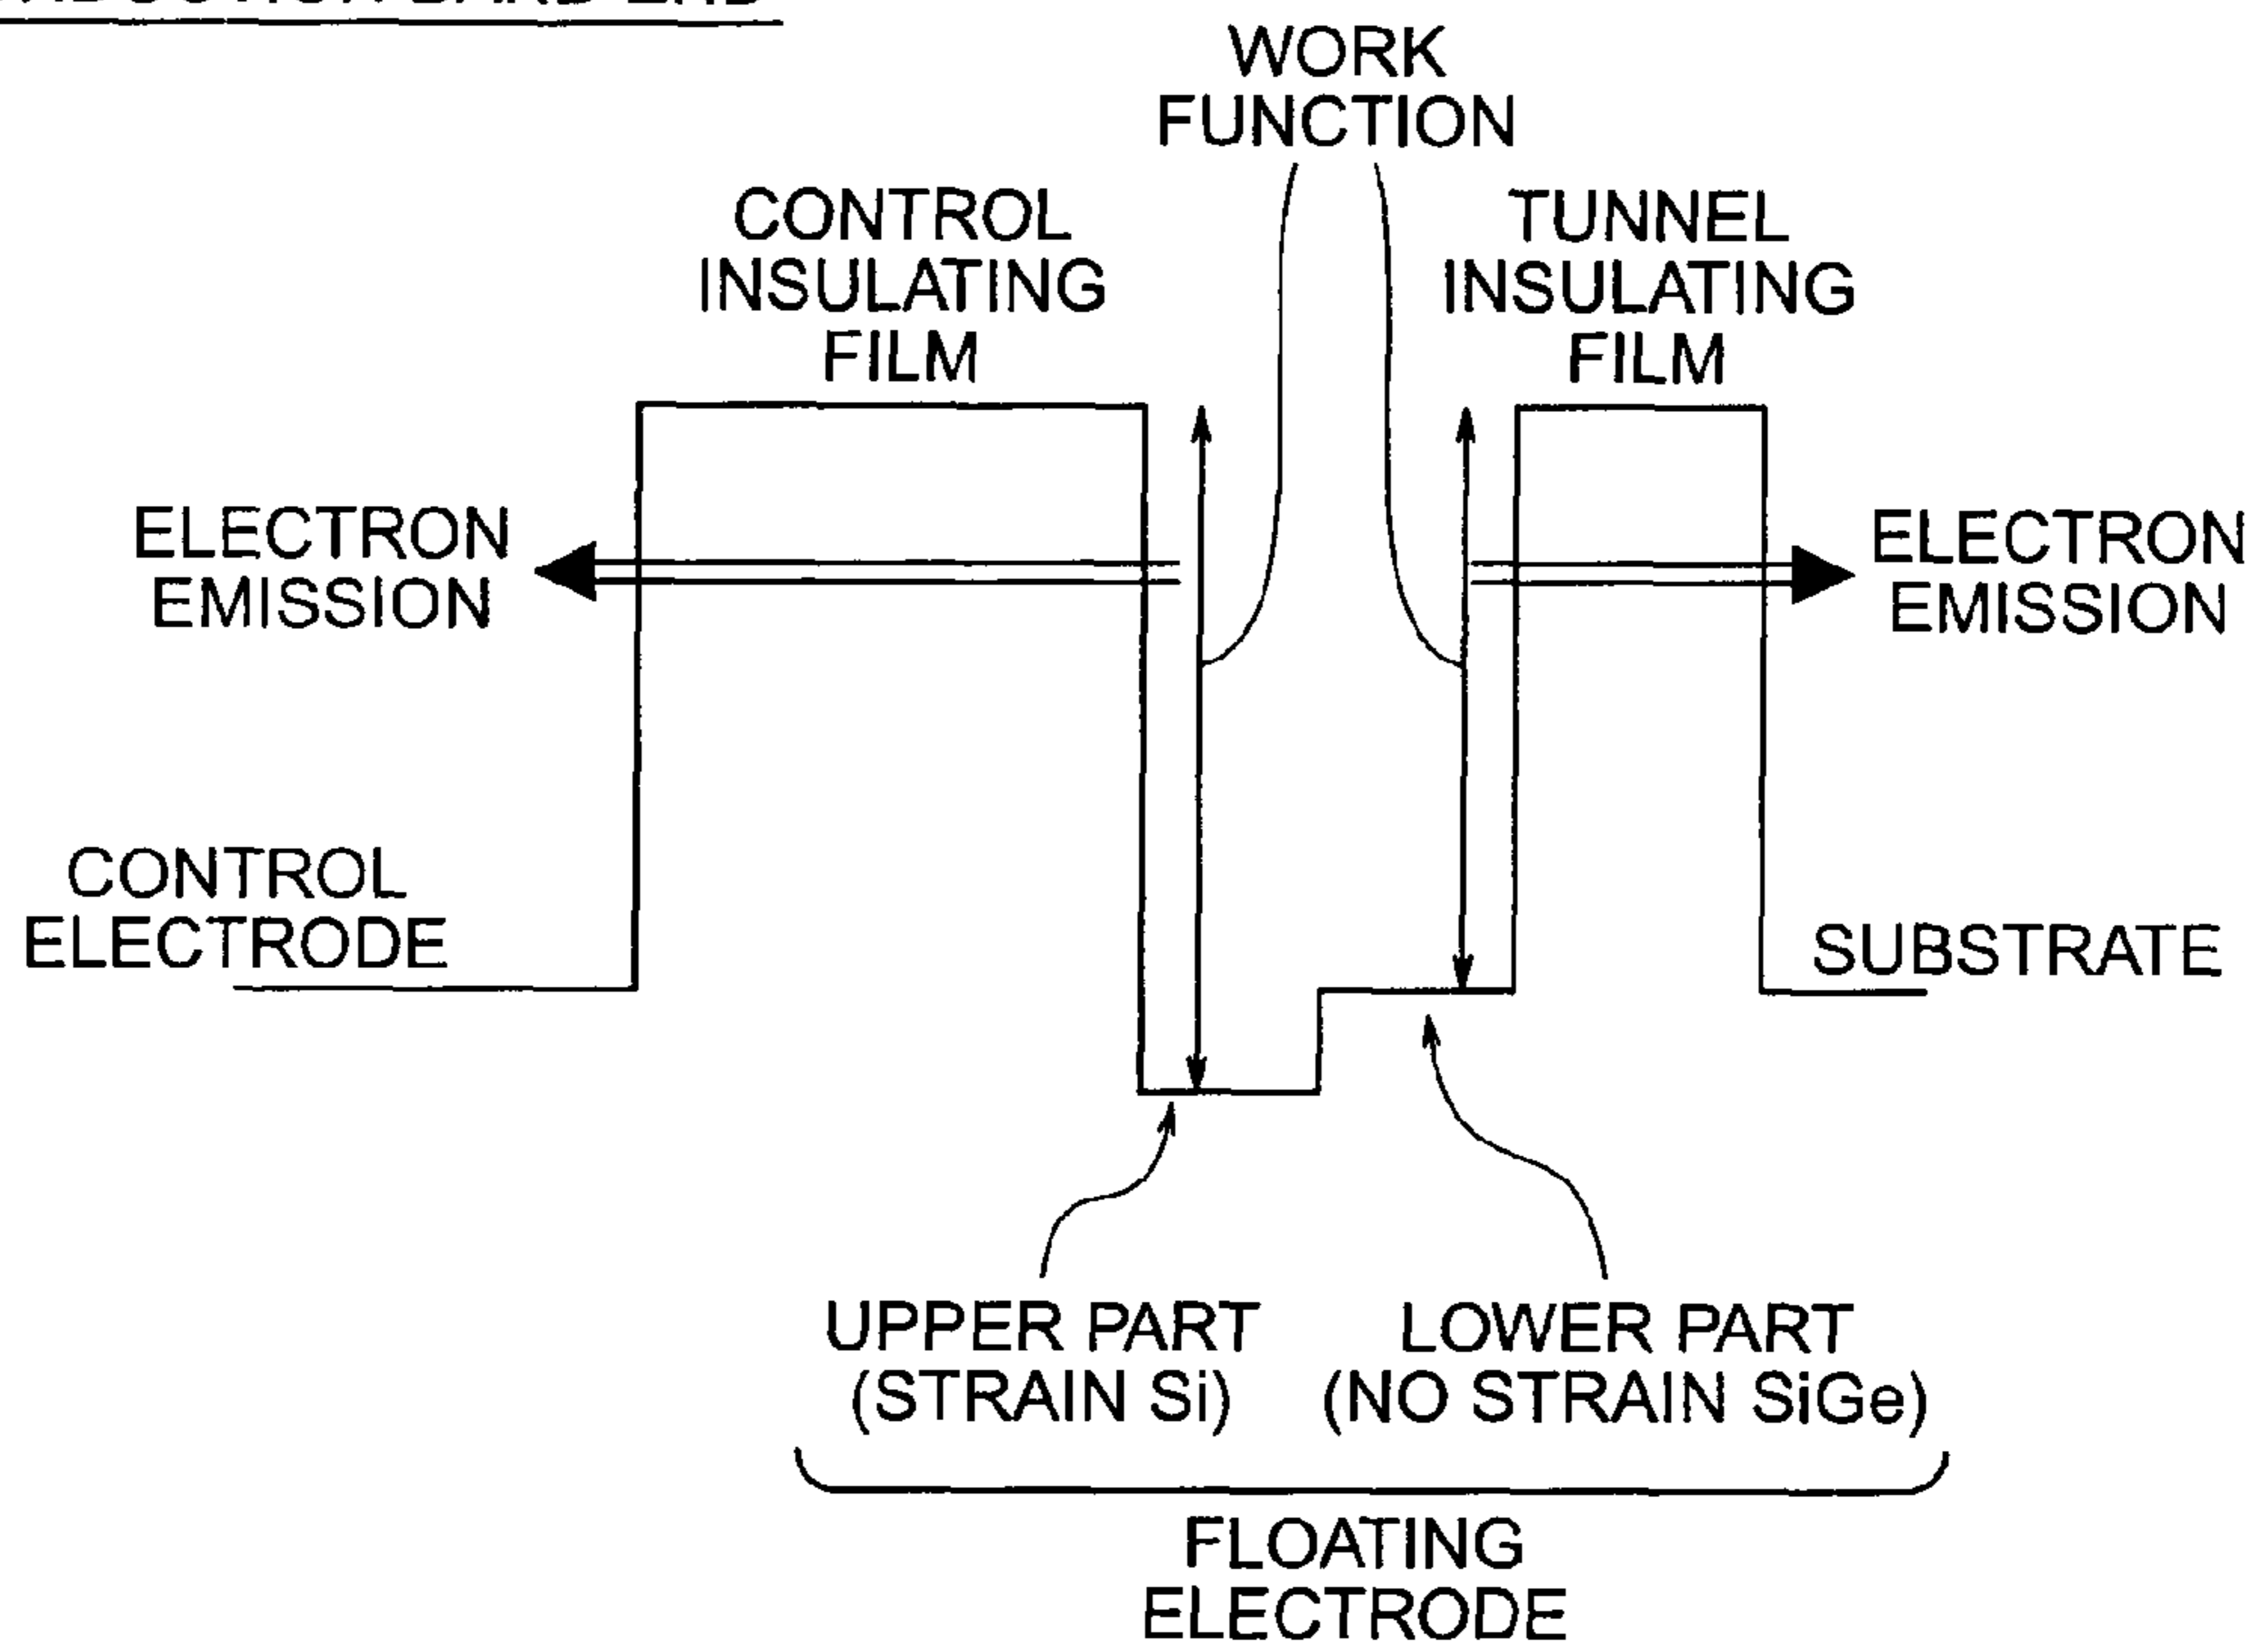 WORK
FUNCTION
CONTROL
INSULATING
FILM
TUNNEL
INSULATING
FILM
ELECTRON
EMISSION
ELECTRON
EMISSION
CONTROL
ELECTRODE
SUBSTRATE
UPPER PART
(STRAIN Si)
LOWER PART
(NO STRAIN SiGe)
FLOATING
ELECTRODE